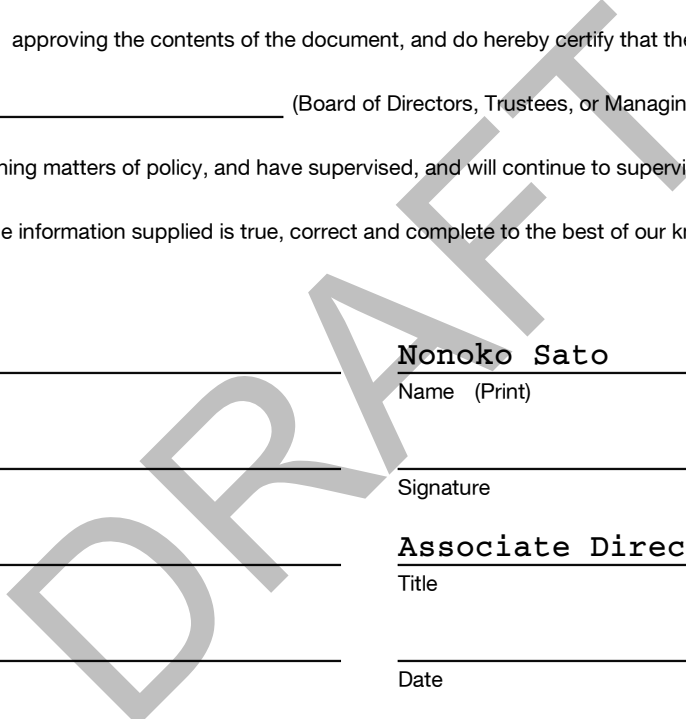 approving the contents of the document, and do hereby certify that the
(Board of Directors, Trustees, or Managin
ning matters of policy, and have supervised, and will continue to supervi
e information supplied is true, correct and complete to the best of our k
Nonoko Sato
Name (Print)
Signature
Associate Direc
Title
Date
DRAFT